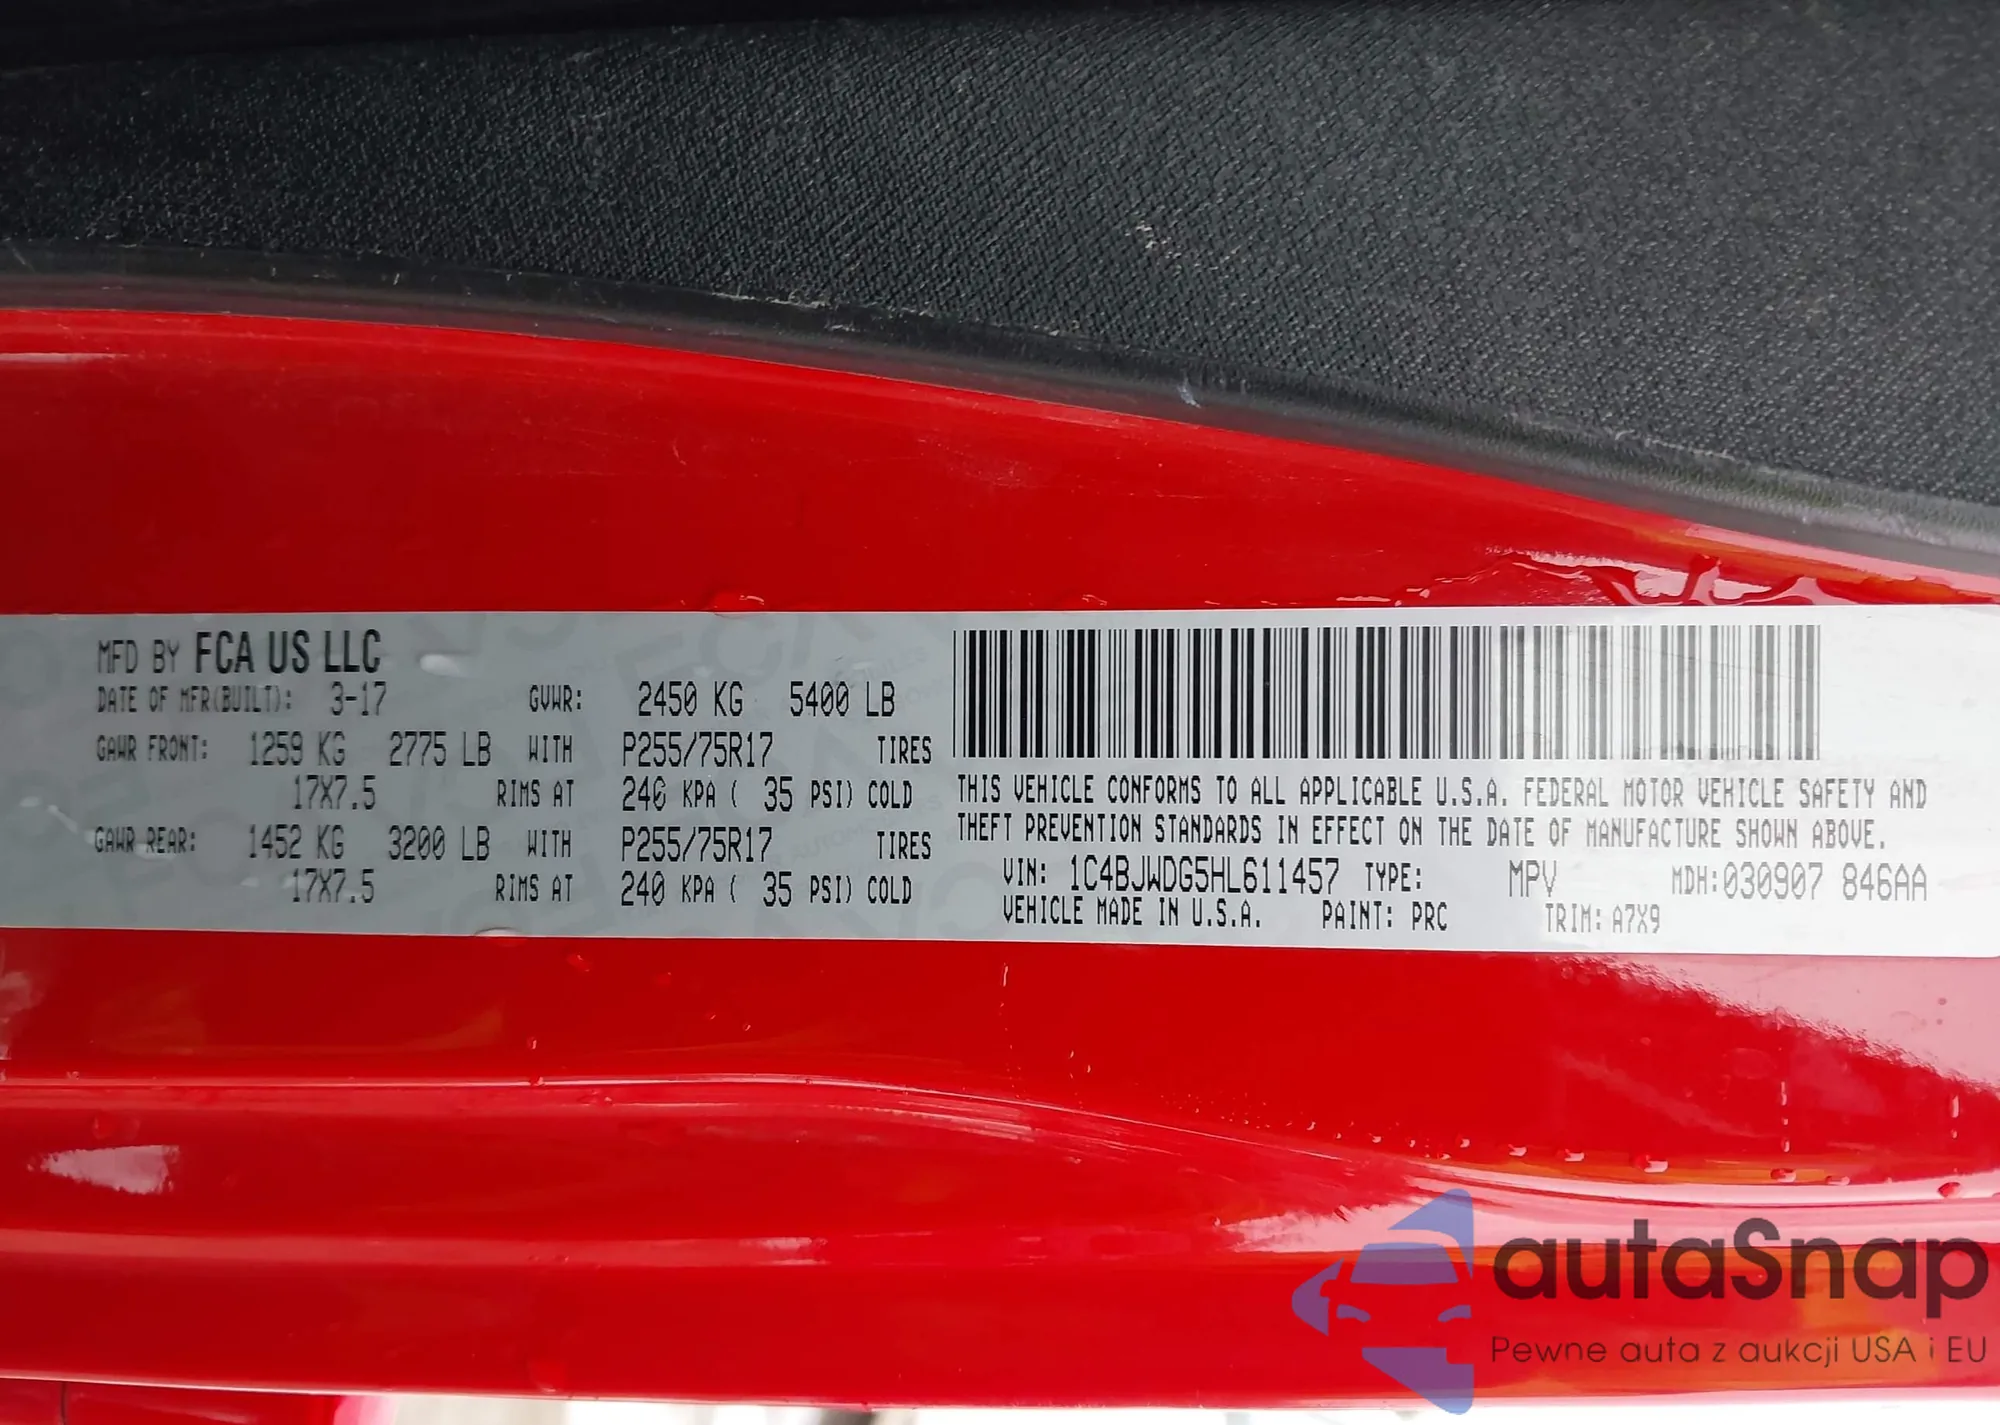 MFD BY FCA US LLC
DATE OF MFR(BUILT): 3-17 GVWR: 2450 KG 5400 LB
GAWR FRONT: 1259 KG 2775 LB WITH P255/75R17 TIRES
17X7.5 RIMS AT 240 KPA ( 35 PSI) COLD
GAWR REAR: 1452 KG 3200 LB WITH P255/75R17 TIRES
17X7.5 RIMS AT 240 KPA ( 35 PSI) COLD
THIS VEHICLE CONFORMS TO ALL APPLICABLE U.S.A. FEDERAL MOTOR VEHICLE SAFETY AND
THEFT PREVENTION STANDARDS IN EFFECT ON THE DATE OF MANUFACTURE SHOWN ABOVE.
VIN: 1C4BJWDG5HL611457 TYPE: MPV MDH:030907 846AA
VEHICLE MADE IN U.S.A. PAINT: PRC TRIM: A7X9
autaSnap
Pewne auta z aukcji USA i EU